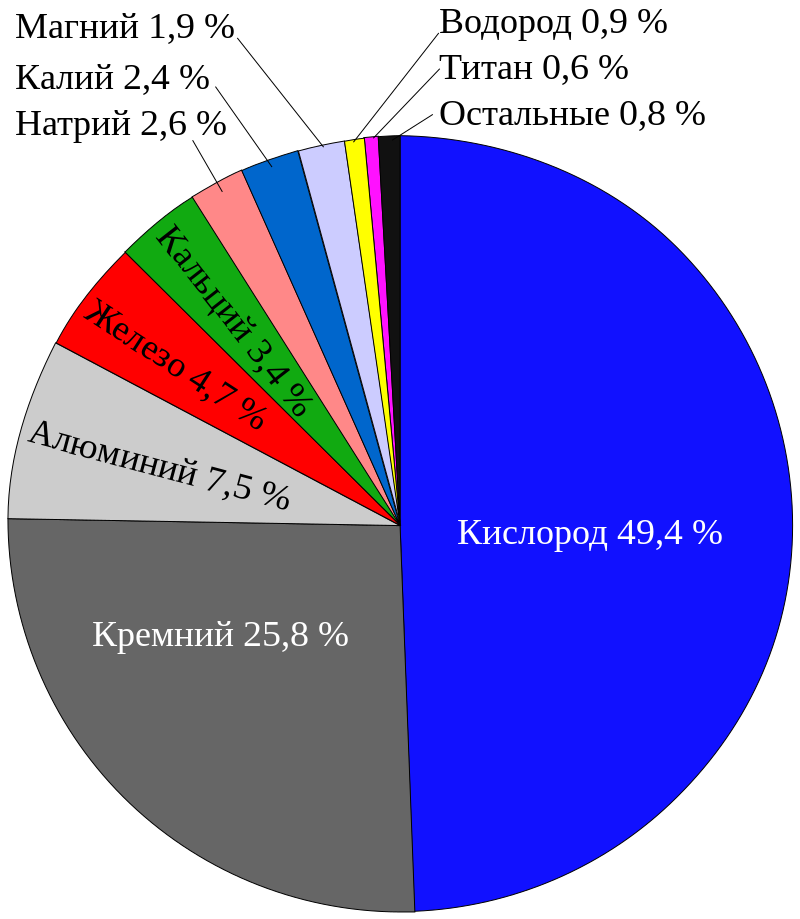 Магний 1,9 %
Калий 2,4 %
Натрий 2,6 %
Водород 0,9 %
Титан 0,6 %
Остальные 0,8 %
Кальций 3,4 %
Железо 4,7 %
Алюминий 7,5 %
Кислород 49,4 %
Кремний 25,8 %